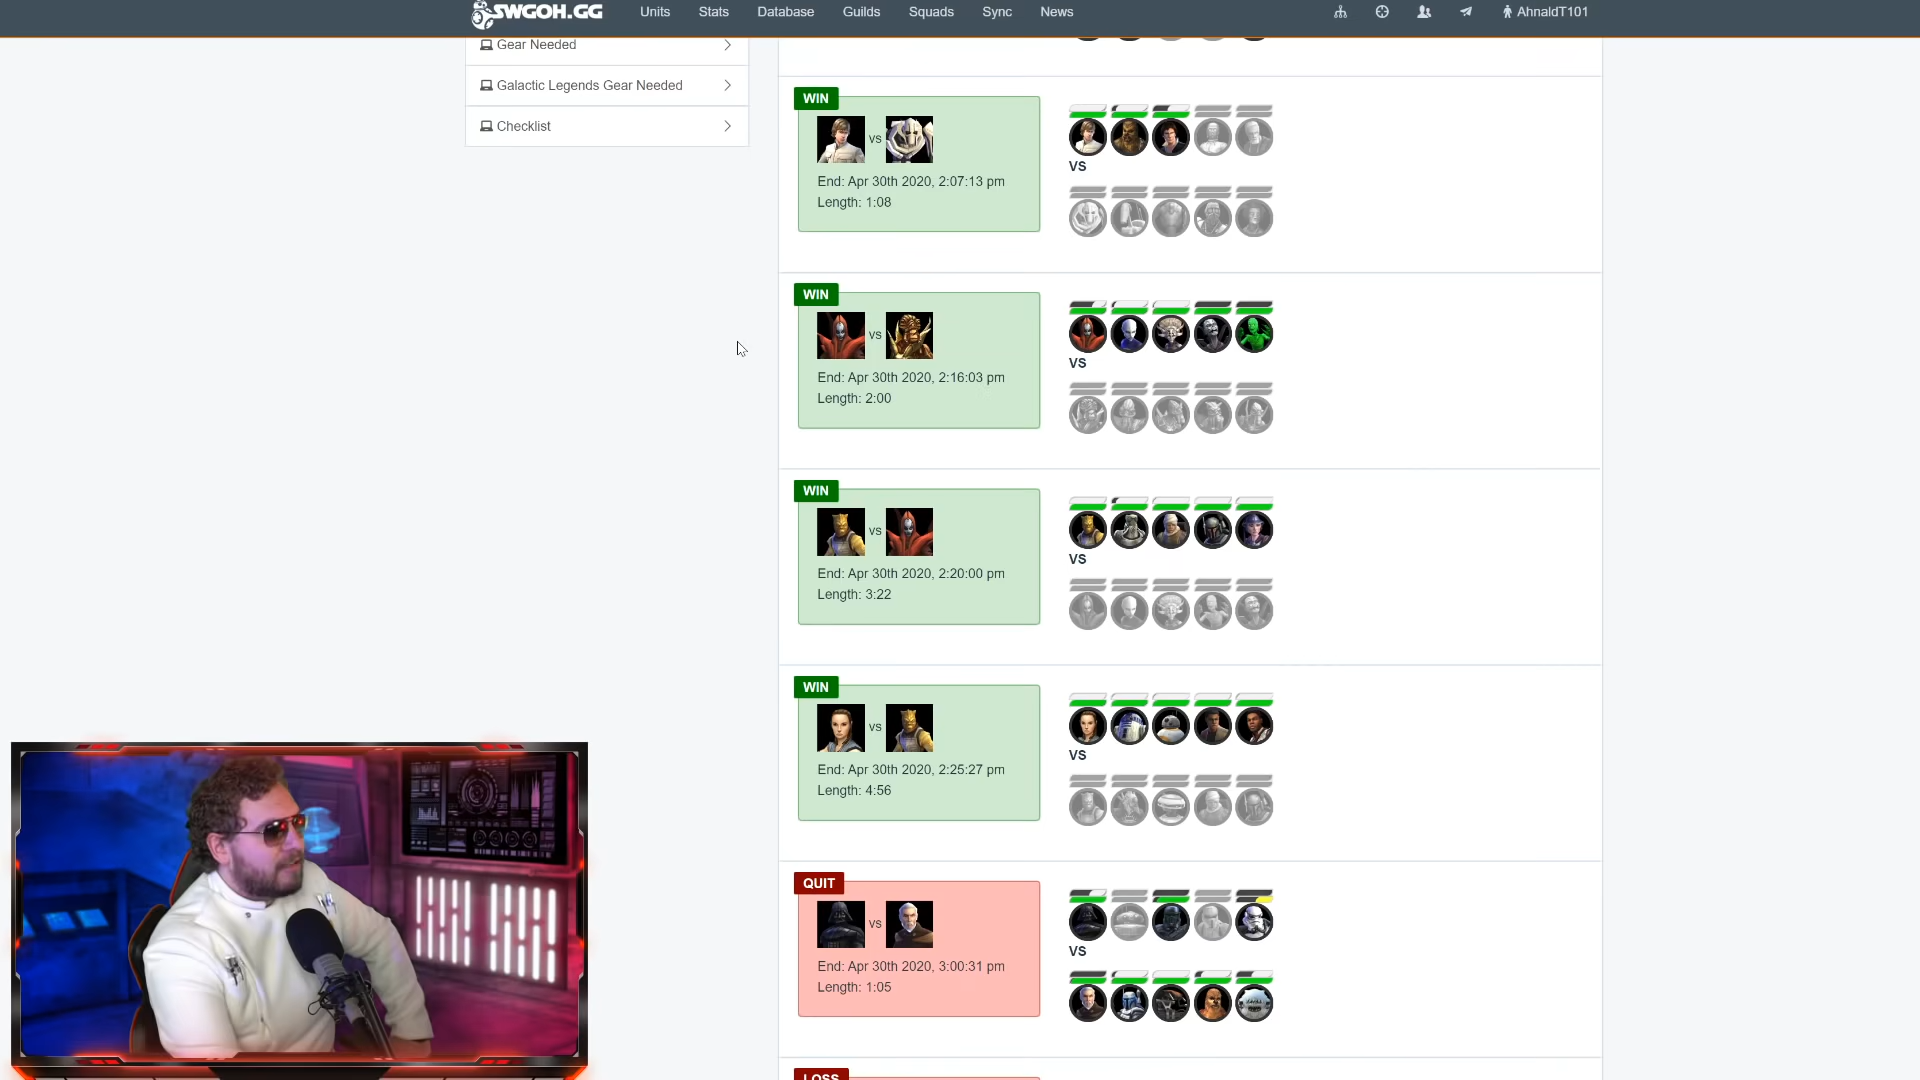 SWGOH.GG
Units
Stats
Database
Guilds
Squads
Sync
News
AhnaldT101
Gear Needed
Galactic Legends Gear Needed
Checklist
WIN
vs
End: Apr 30th 2020, 2:07:13 pm
Length: 1:08
VS
WIN
vs
End: Apr 30th 2020, 2:16:03 pm
Length: 2:00
VS
WIN
vs
End: Apr 30th 2020, 2:20:00 pm
Length: 3:22
VS
WIN
vs
End: Apr 30th 2020, 2:25:27 pm
Length: 4:56
VS
QUIT
vs
End: Apr 30th 2020, 3:00:31 pm
Length: 1:05
VS
LOSS